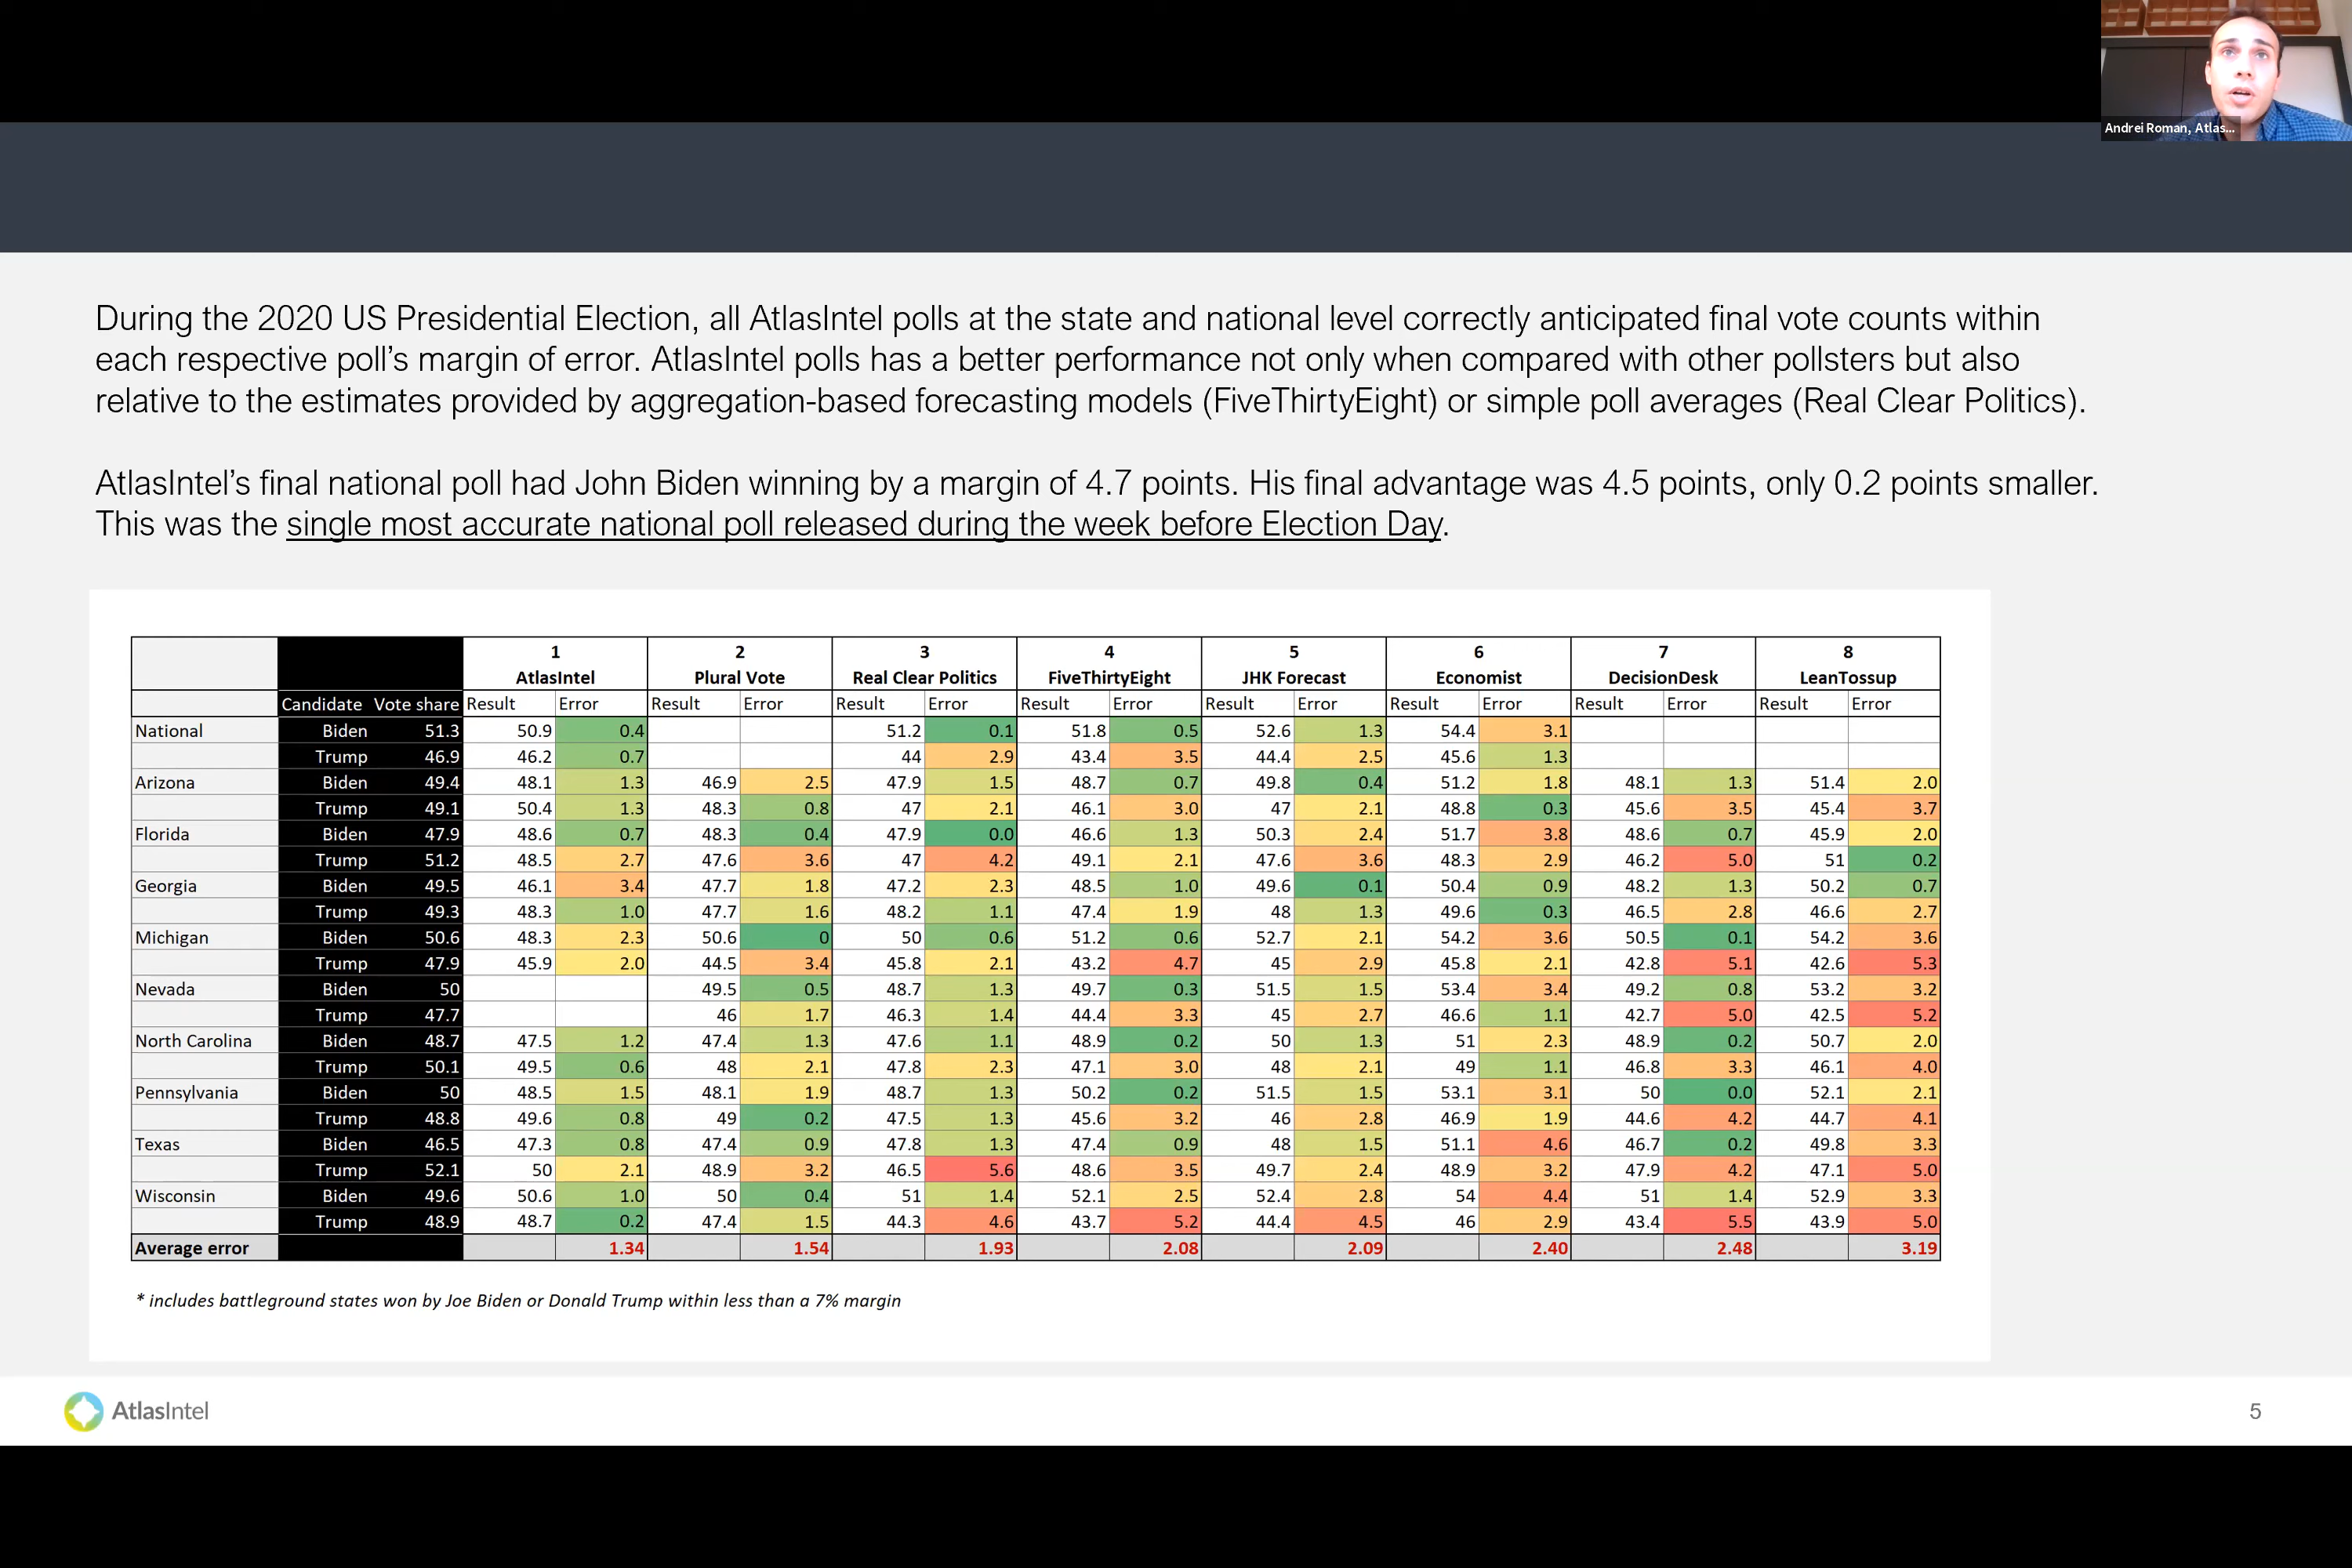 Andrei Roman, Atlas...
During the 2020 US Presidential Election, all AtlasIntel polls at the state and national level correctly anticipated final vote counts within
each respective poll's margin of error. AtlasIntel polls has a better performance not only when compared with other pollsters but also
relative to the estimates provided by aggregation-based forecasting models (FiveThirtyEight) or simple poll averages (Real Clear Politics).
AtlasIntel's final national poll had John Biden winning by a margin of 4.7 points. His final advantage was 4.5 points, only 0.2 points smaller.
This was the single most accurate national poll released during the week before Election Day.
1 2 3 4 5 6 7 8
AtlasIntel Plural Vote Real Clear Politics FiveThirtyEight JHK Forecast Economist DecisionDesk LeanTossup
Candidate Vote share Result Error Result Error Result Error Result Error Result Error Result Error Result Error Result Error
National Biden 51.3 50.9 0.4 51.2 0.1 51.8 0.5 52.6 1.3 54.4 3.1
Trump 46.9 46.2 0.7 44 2.9 43.4 3.5 44.4 2.5 45.6 1.3
Arizona Biden 49.4 48.1 1.3 46.9 2.5 47.9 1.5 48.7 0.7 49.8 0.4 51.2 1.8 48.1 1.3 51.4 2.0
Trump 49.1 50.4 1.3 48.3 0.8 47 2.1 46.1 3.0 47 2.1 48.8 0.3 45.6 3.5 45.4 3.7
Florida Biden 47.9 48.6 0.7 48.3 0.4 47.9 0.0 46.6 1.3 50.3 2.4 51.7 3.8 48.6 0.7 45.9 2.0
Trump 51.2 48.5 2.7 47.6 3.6 47 4.2 49.1 2.1 47.6 3.6 48.3 2.9 46.2 5.0 51 0.2
Georgia Biden 49.5 46.1 3.4 47.7 1.8 47.2 2.3 48.5 1.0 49.6 0.1 50.4 0.9 48.2 1.3 50.2 0.7
Trump 49.3 48.3 1.0 47.7 1.6 48.2 1.1 47.4 1.9 48 1.3 49.6 0.3 46.5 2.8 46.6 2.7
Michigan Biden 50.6 48.3 2.3 50.6 0 50 0.6 51.2 0.6 52.7 2.1 54.2 3.6 50.5 0.1 54.2 3.6
Trump 47.9 45.9 2.0 44.5 3.4 45.8 2.1 43.2 4.7 45 2.9 45.8 2.1 42.8 5.1 42.6 5.3
Nevada Biden 50 49.5 0.5 48.7 1.3 49.7 0.3 51.5 1.5 53.4 3.4 49.2 0.8 53.2 3.2
Trump 47.7 46 1.7 46.3 1.4 44.4 3.3 45 2.7 46.6 1.1 42.7 5.0 42.5 5.2
North Carolina Biden 48.7 47.5 1.2 47.4 1.3 47.6 1.1 48.9 0.2 50 1.3 51 2.3 48.9 0.2 50.7 2.0
Trump 50.1 49.5 0.6 48 2.1 47.8 2.3 47.1 3.0 48 2.1 49 1.1 46.8 3.3 46.1 4.0
Pennsylvania Biden 50 48.5 1.5 48.1 1.9 48.7 1.3 50.2 0.2 51.5 1.5 53.1 3.1 50 0.0 52.1 2.1
Trump 48.8 49.6 0.8 49 0.2 47.5 1.3 45.6 3.2 46 2.8 46.9 1.9 44.6 4.2 44.7 4.1
Texas Biden 46.5 47.3 0.8 47.4 0.9 47.8 1.3 47.4 0.9 48 1.5 51.1 4.6 46.7 0.2 49.8 3.3
Trump 52.1 50 2.1 48.9 3.2 46.5 5.6 48.6 3.5 49.7 2.4 48.9 3.2 47.9 4.2 47.1 5.0
Wisconsin Biden 49.6 50.6 1.0 50 0.4 51 1.4 52.1 2.5 52.4 2.8 54 4.4 51 1.4 52.9 3.3
Trump 48.9 48.7 0.2 47.4 1.5 44.3 4.6 43.7 5.2 44.4 4.5 46 2.9 43.4 5.5 43.9 5.0
Average error 1.34 1.54 1.93 2.08 2.09 2.40 2.48 3.19
* includes battleground states won by Joe Biden or Donald Trump within less than a 7% margin
AtlasIntel
5